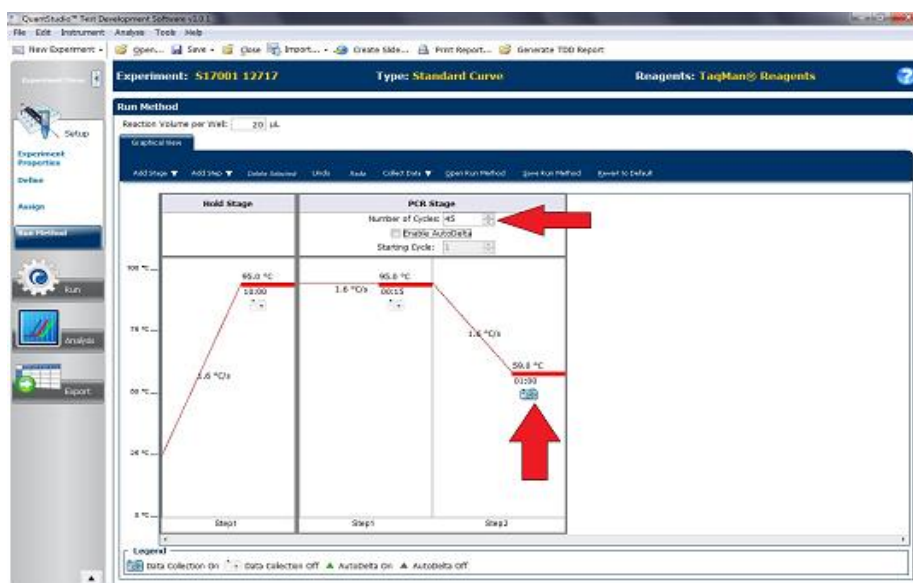 QuantStudio™ Test Development Software v1.0.1
File Edit Instrument Analysis Tools Help
New Experiment Open... Save Close Import... Create Slide... Print Report... Generate TDD Report
Experiment: S17001 12717 Type: Standard Curve Reagents: TaqMan® Reagents
Setup
Experiment Properties
Define
Assign
Run Method
Run
Analysis
Export
Run Method
Reaction Volume per Well: 20 µL
Graphical View
Add Stage Add Step Delete Selected Undo Redo Collect Data Open Run Method Save Run Method Revert to Default
Hold Stage PCR Stage
Number of Cycles: 45
Enable AutoDelta
Starting Cycle: 1
100 °C
95.0 °C 95.0 °C
10:00 1.6 °C/s 00:15
75 °C
1.6 °C/s
59.0 °C
1.6 °C/s
01:00
50 °C
25 °C
0 °C
Step1 Step1 Step2
Legend
Data Collection On Data Collection Off AutoDelta On AutoDelta Off